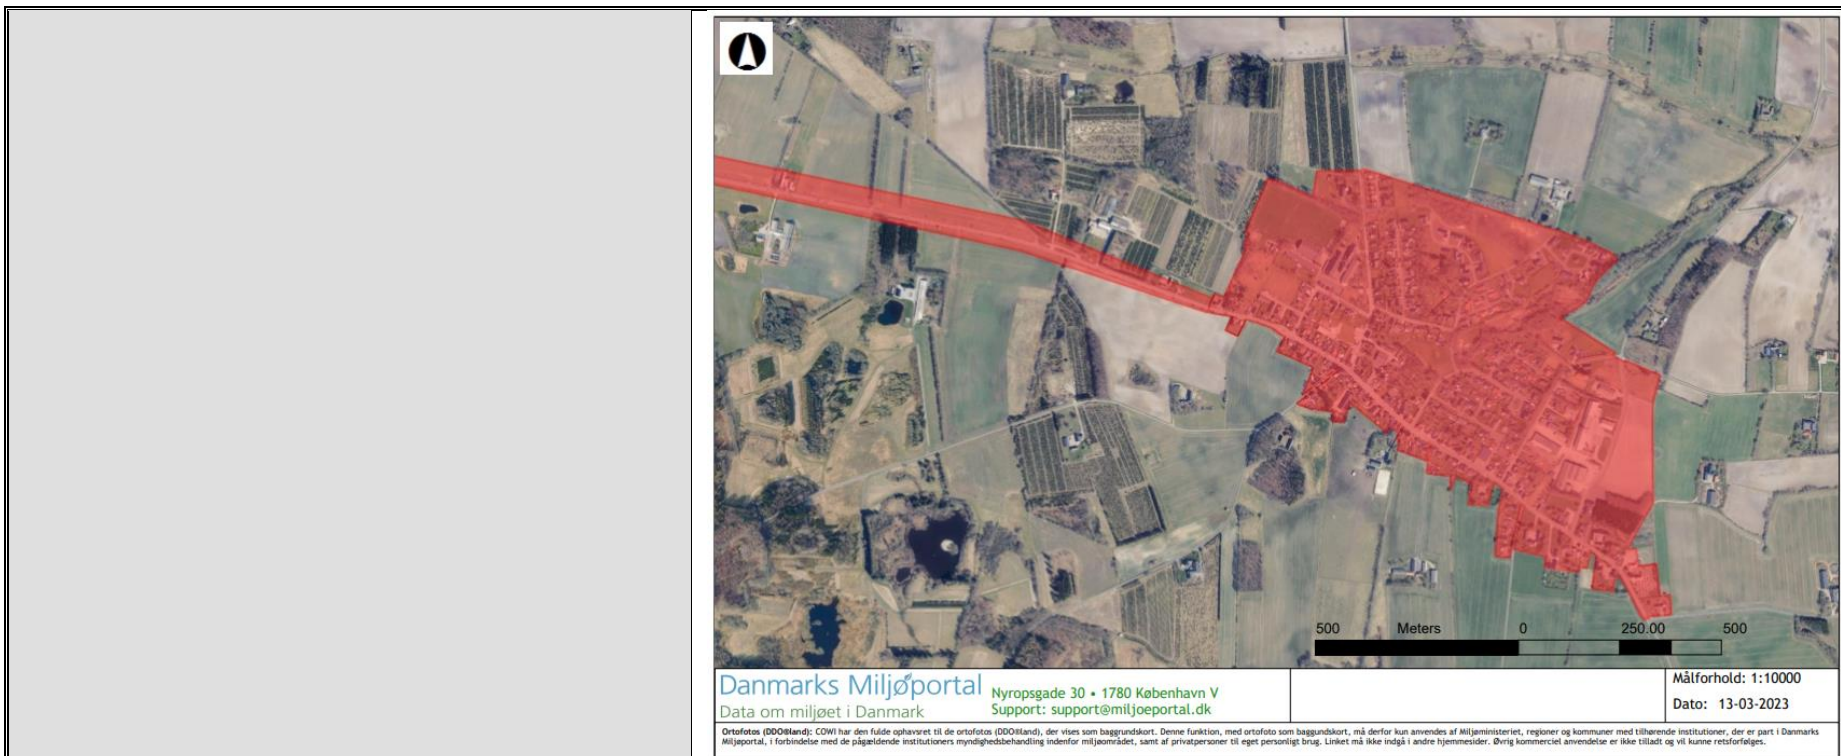 500 Meters 0 250.00 500
Danmarks Miljøportal
Data om miljøet i Danmark
Nyropsgade 30 • 1780 København V
Support: support@miljoeportal.dk
Målforhold: 1:10000
Dato: 13-03-2023
Ortofotos (DDO®land): COWI har den fulde ophavsret til de ortofotos (DDO®land), der vises som baggrundskort. Denne funktion, med ortofoto som baggrundskort, må derfor kun anvendes af Miljøministeriet, regioner og kommuner med tilhørende institutioner, der er part i Danmarks
Miljøportal, i forbindelse med de pågældende institutioners myndighedsbehandling indenfor miljøområdet, samt af privatpersoner til eget personligt brug. Linket må ikke indgå i andre hjemmesider. Øvrig kommerciel anvendelse er ikke tilladt og vil kunne retsforfølges.